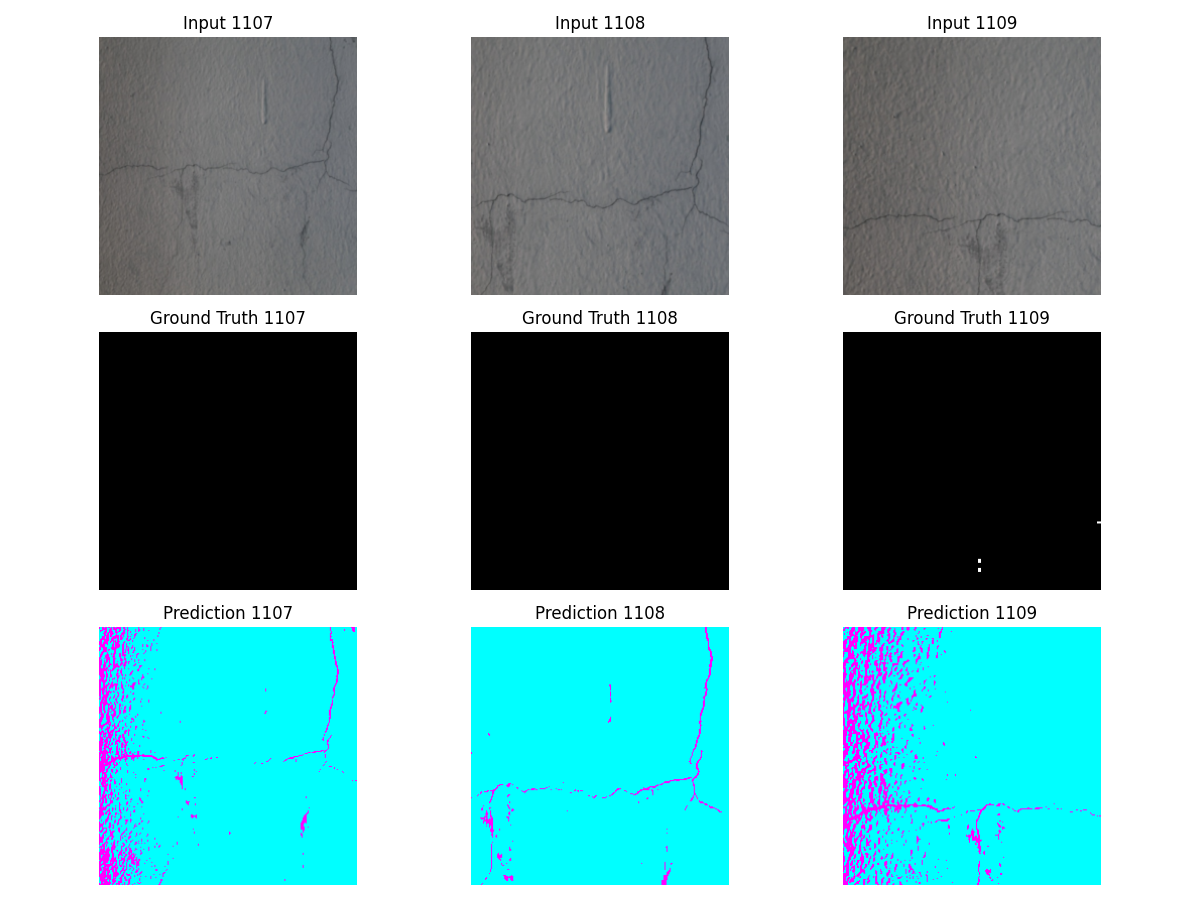 Input 1107
Input 1108
Input 1109
Ground Truth 1107
Ground Truth 1108
Ground Truth 1109
Prediction 1107
Prediction 1108
Prediction 1109